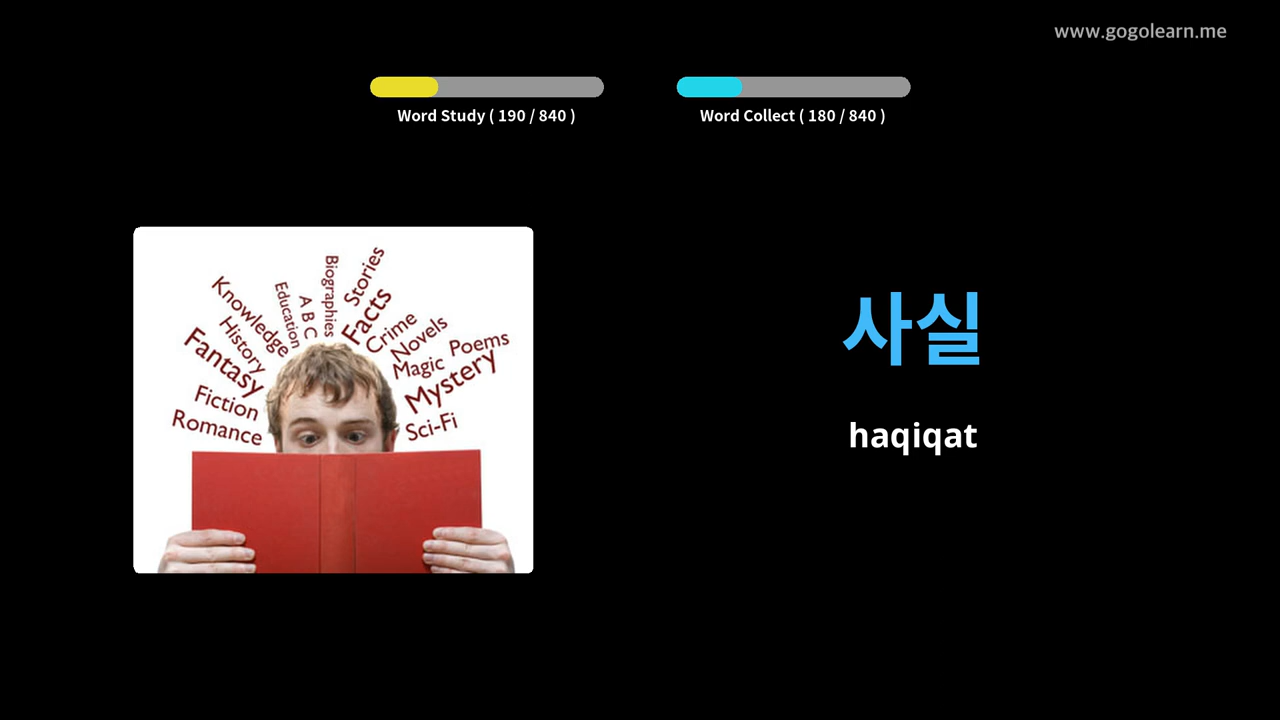 www.gogolearn.me
Word Study ( 190 / 840 )
Word Collect ( 180 / 840 )
Biographies
Stories
Education
A B C
Facts
Knowledge
Crime
History
Novels
Poems
Fantasy
Magic
Mystery
Fiction
Romance
Sci-Fi
사실
haqiqat